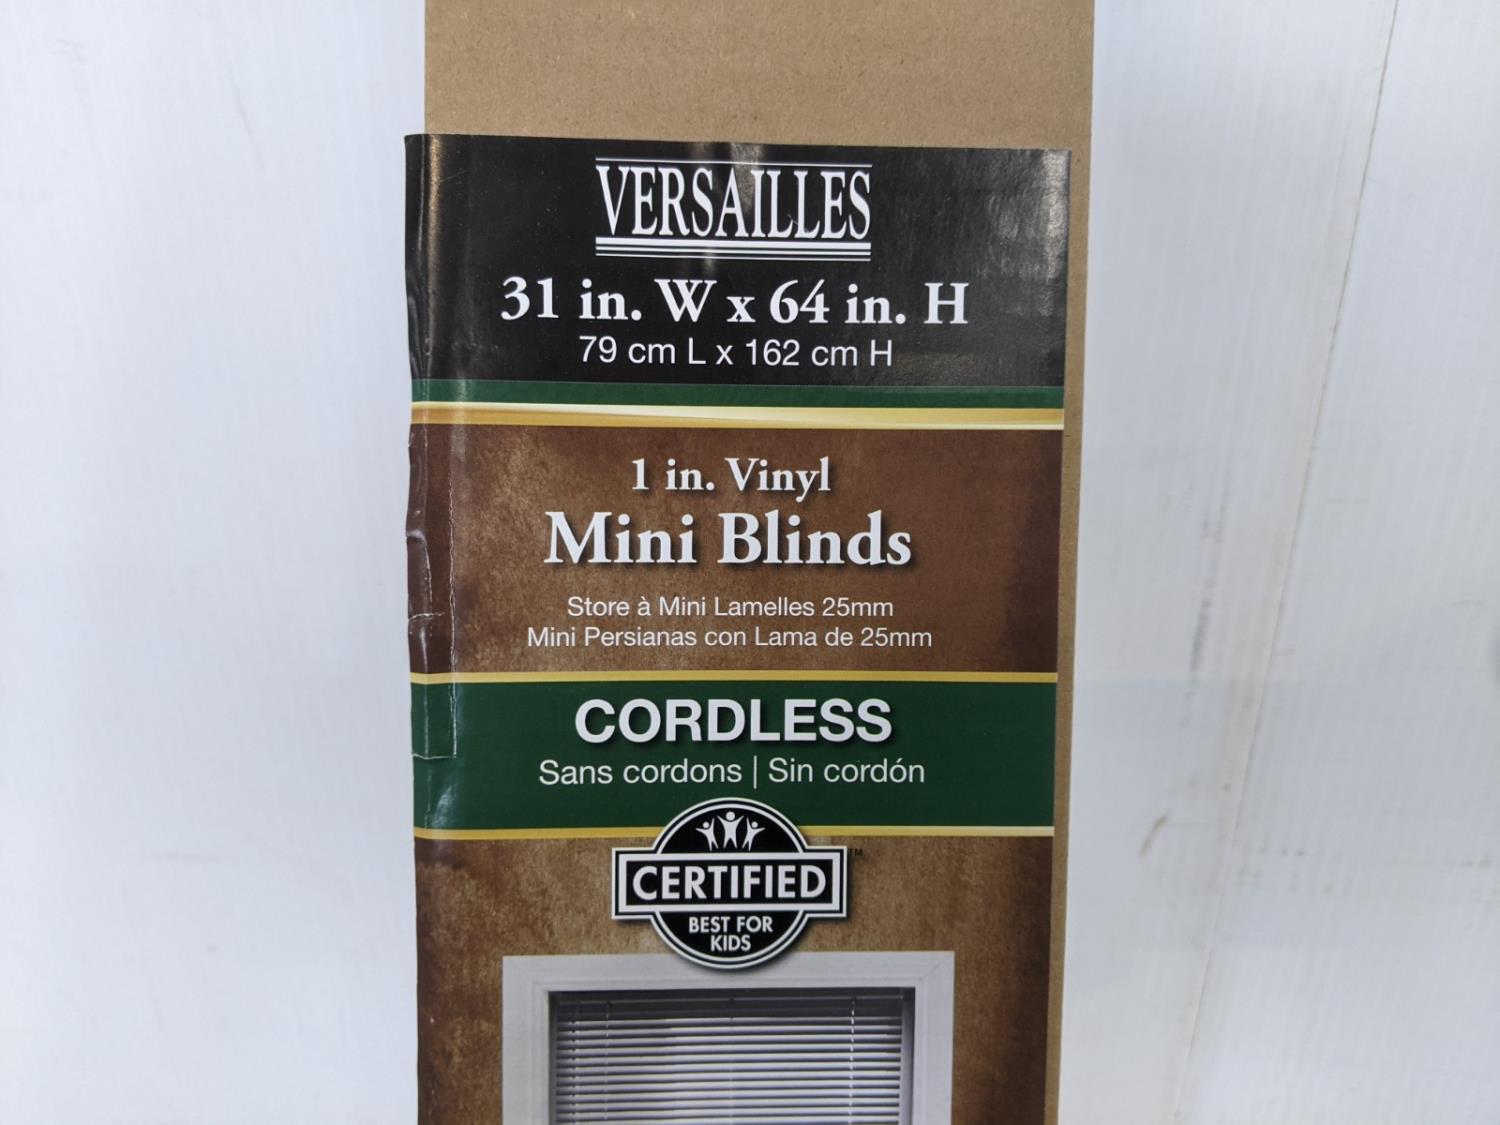 VERSAILLES
31 in. W x 64 in. H
79 cm L x 162 cm H
1 in. Vinyl
Mini Blinds
Store à Mini Lamelles 25mm
Mini Persianas con Lama de 25mm
CORDLESS
Sans cordons | Sin cordón
CERTIFIED™
BEST FOR
KIDS